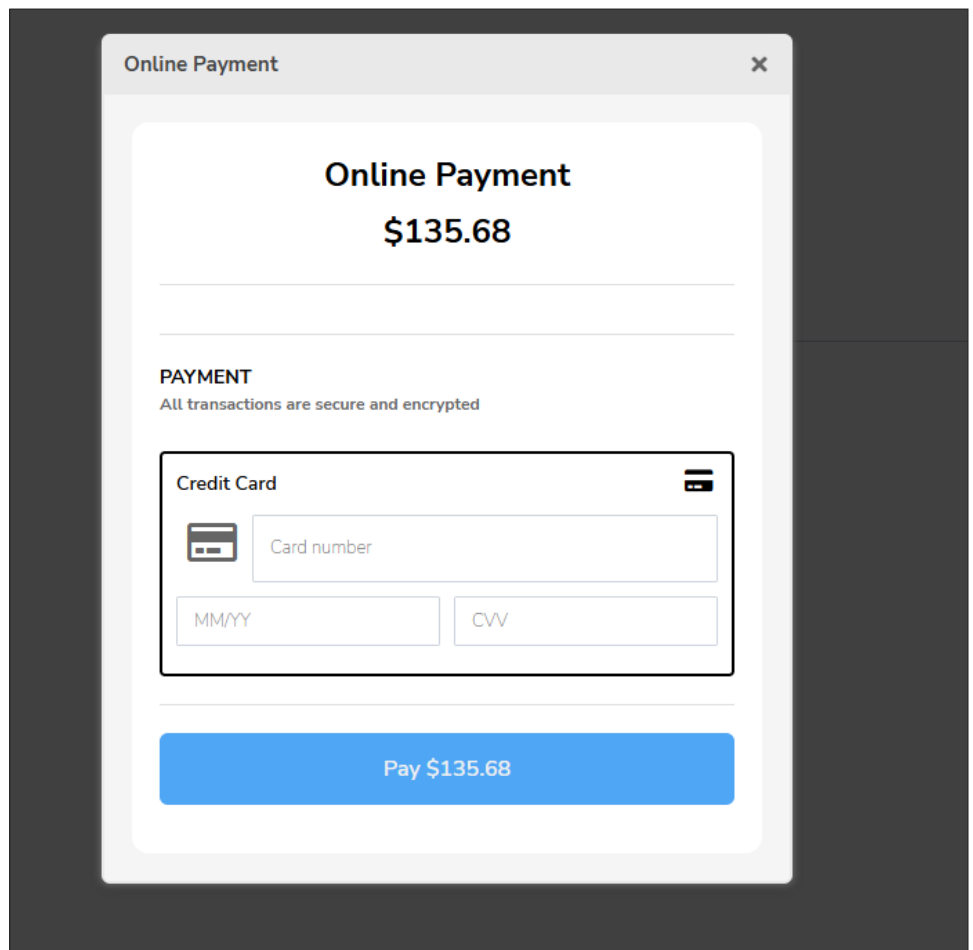 Online Payment
Online Payment
$135.68
PAYMENT
All transactions are secure and encrypted
Credit Card
Card number
MM/YY
CVV
Pay $135.68